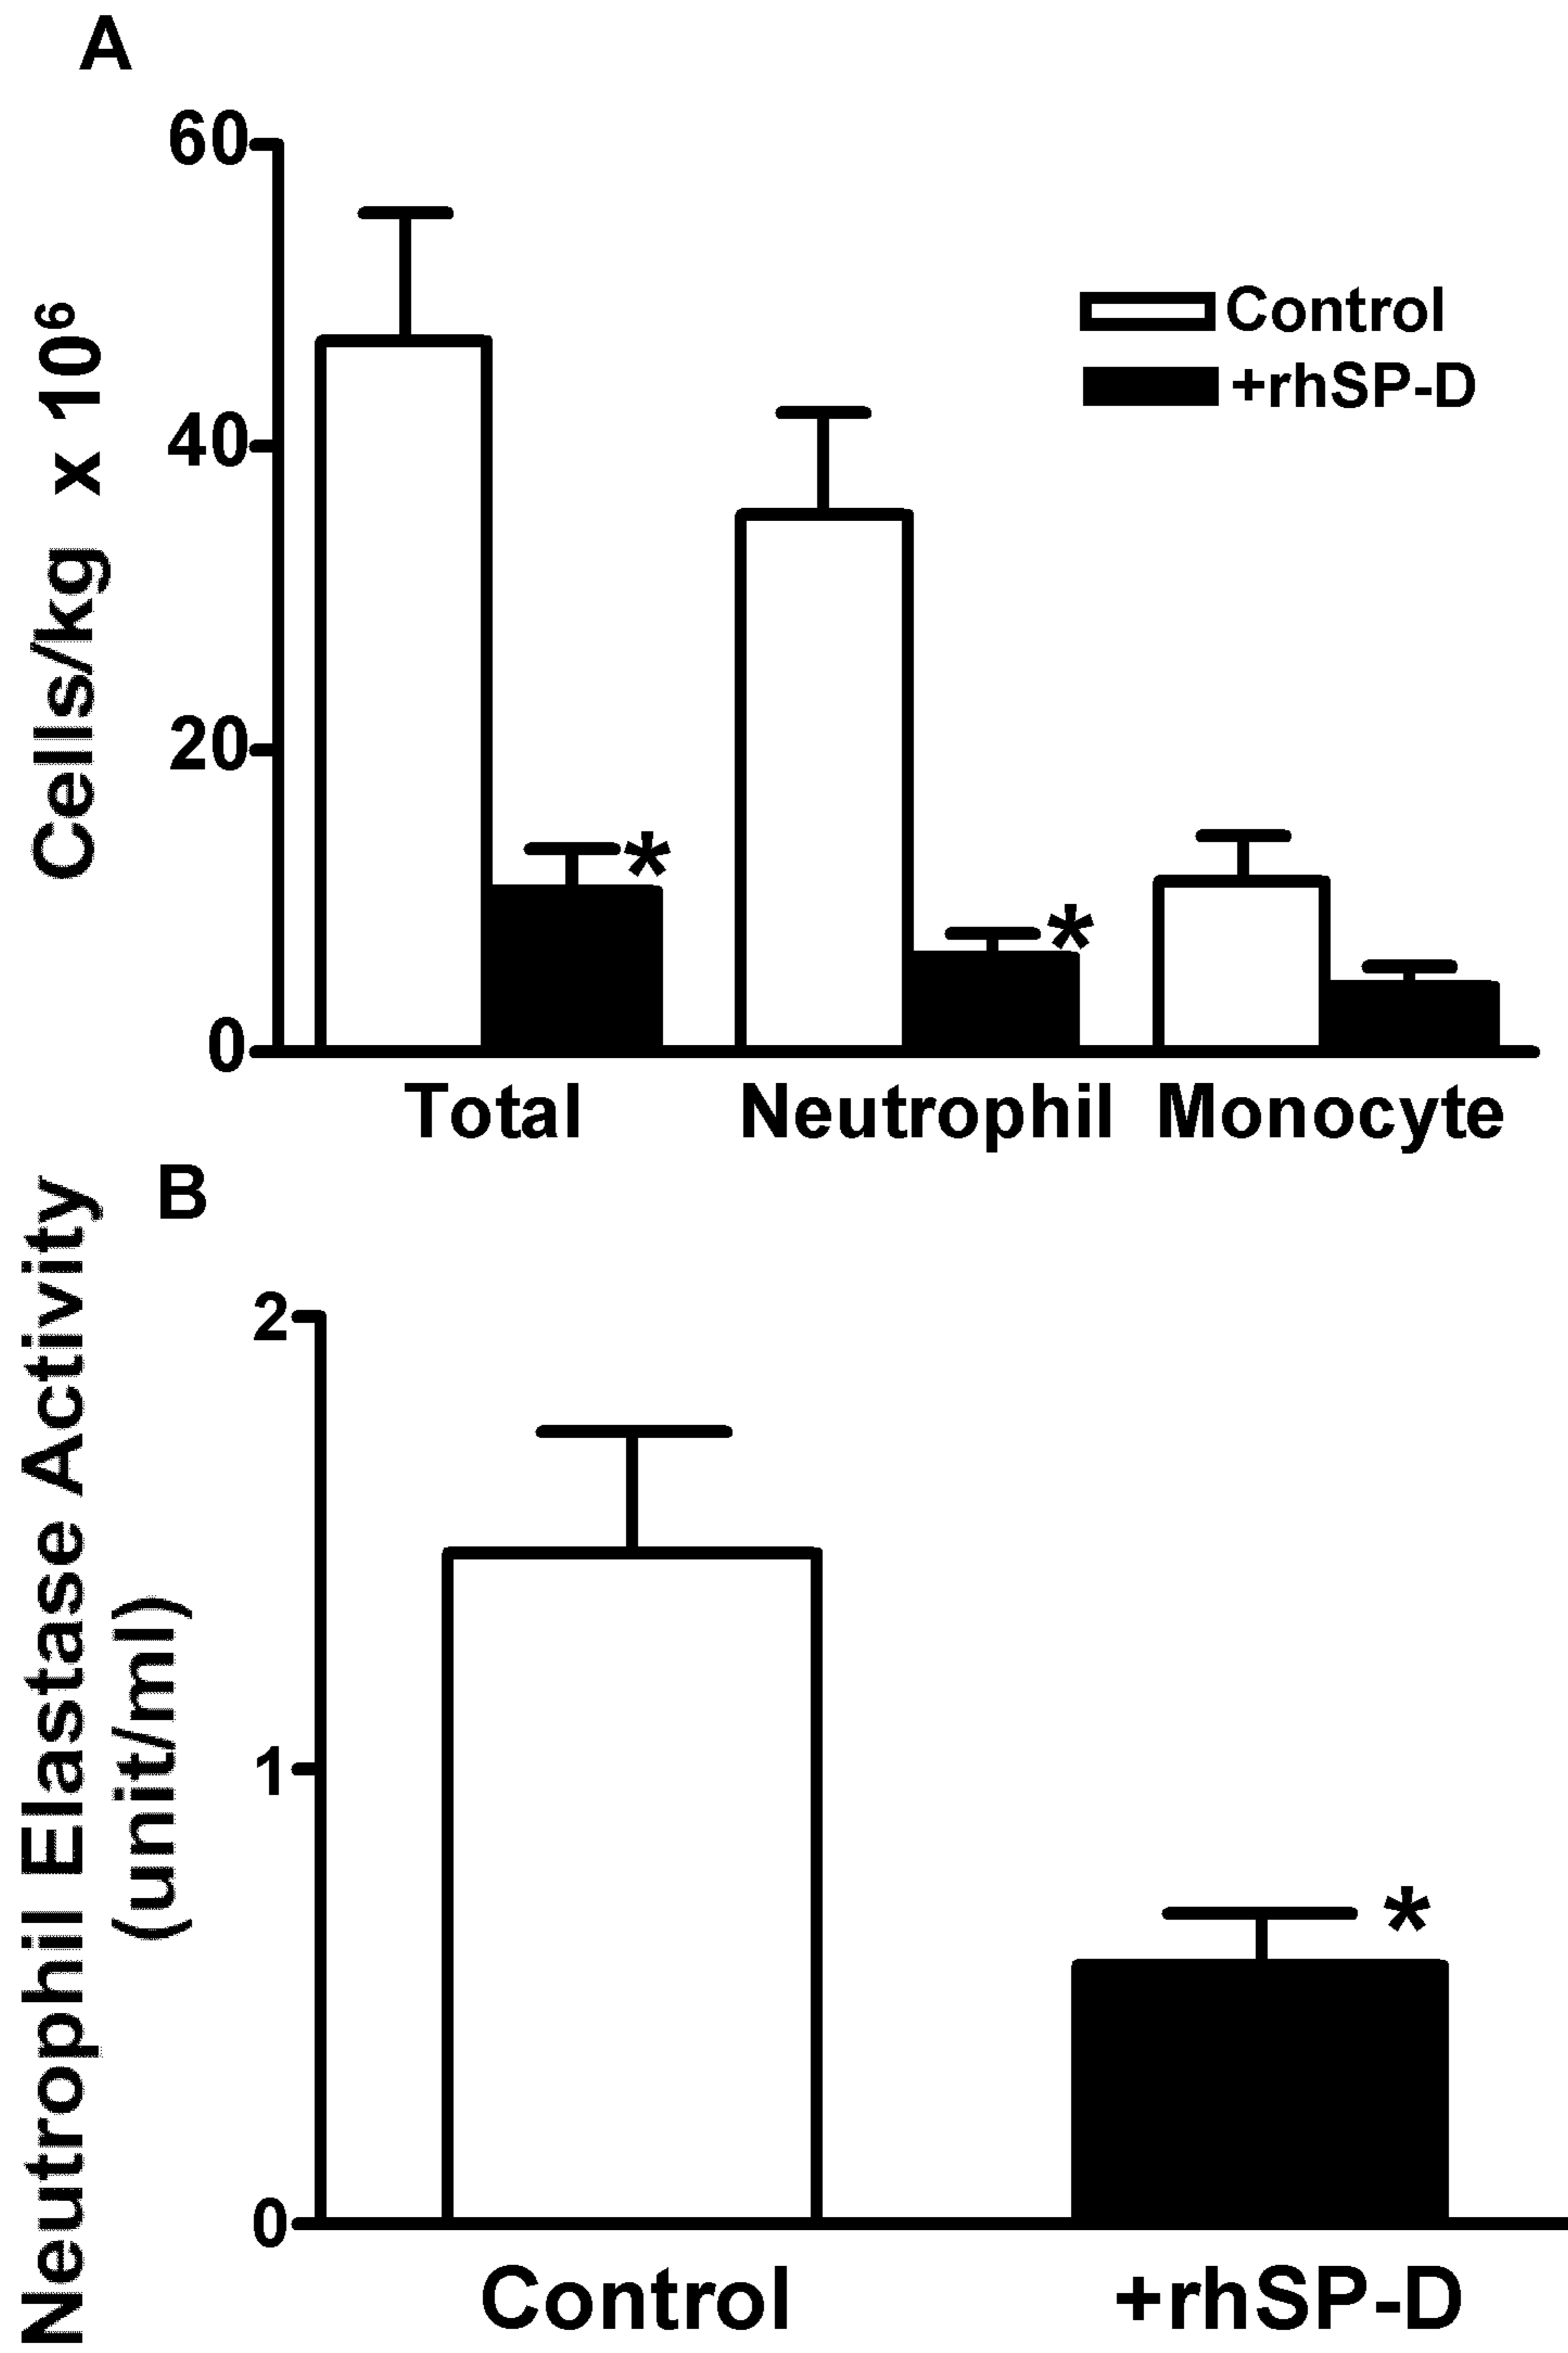 A
60
40
20
0
Cells/kg x 10⁶
Control
+rhSP-D
*
*
Total Neutrophil Monocyte
B
Neutrophil Elastase Activity
(unit/ml)
2
1
0
*
Control +rhSP-D